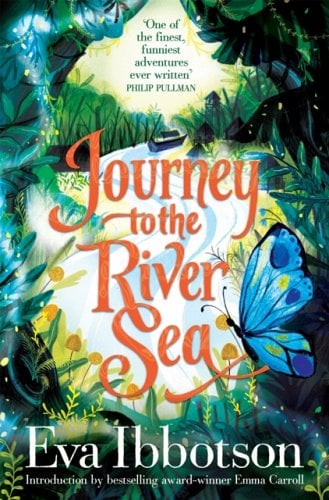 ‘One of
the finest,
funniest
adventures
ever written’
PHILIP PULLMAN
Journey
to the
River
Sea
Eva Ibbotson
Introduction by bestselling award-winner Emma Carroll